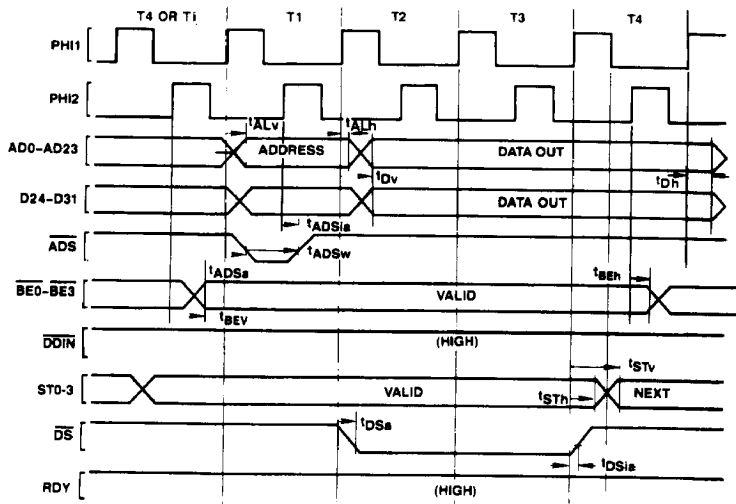 T4 OR Ti T1 T2 T3 T4
PHI1
PHI2
tALv tALh
AD0-AD23 ADDRESS DATA OUT
tDv tDh
D24-D31 DATA OUT
tADSia
ADS
tADSw
tADSa tBEh
BE0-BE3 VALID
tBEV
DDIN (HIGH)
tSTv
ST0-3 VALID tSTh NEXT
DS tDSa
tDSia
RDY (HIGH)